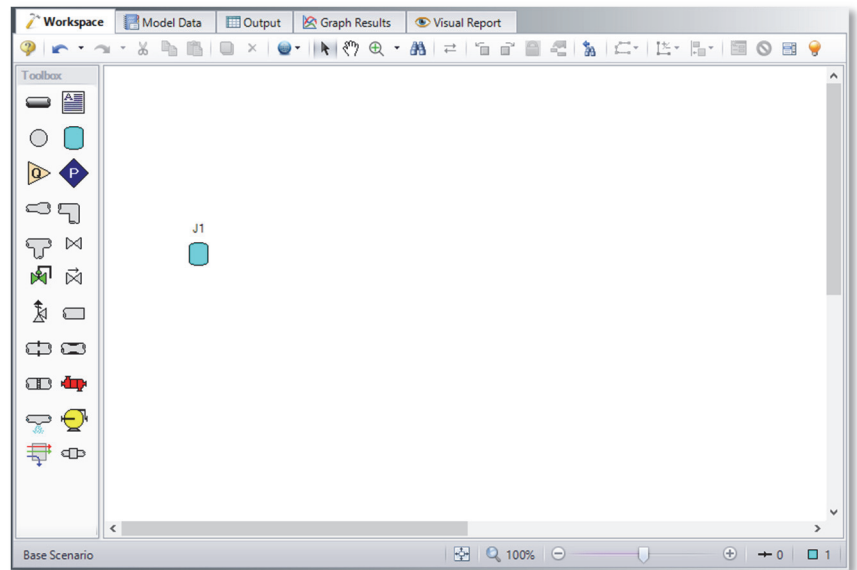 Workspace Model Data Output Graph Results Visual Report
Toolbox
A
Q P
J1
Base Scenario 100% 0 1